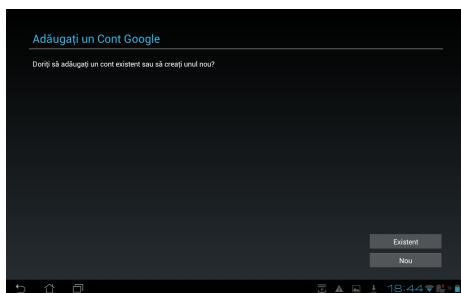 Adăugați un Cont Google
Doriți să adăugați un cont existent sau să creați unul nou?
Existent
Nou
18:44